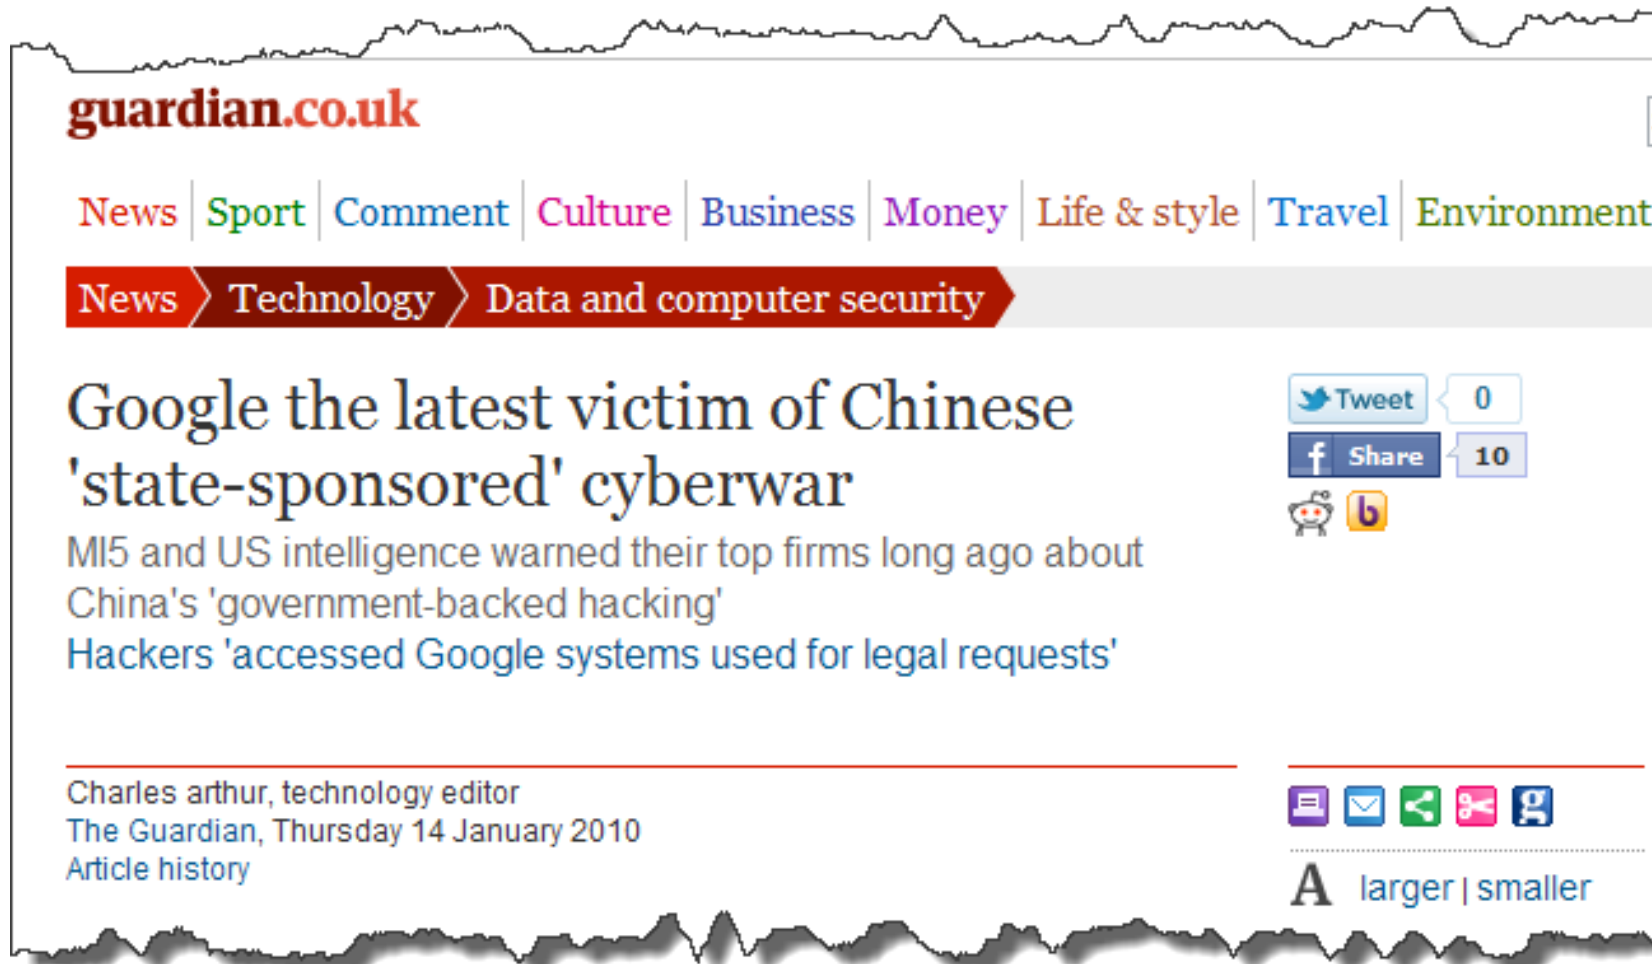 guardian.co.uk
News Sport Comment Culture Business Money Life & style Travel Environment
News Technology Data and computer security
Google the latest victim of Chinese
'state-sponsored' cyberwar
MI5 and US intelligence warned their top firms long ago about
China's 'government-backed hacking'
Hackers 'accessed Google systems used for legal requests'
Tweet 0
f Share 10
b
Charles arthur, technology editor
The Guardian, Thursday 14 January 2010
Article history
g
A larger | smaller